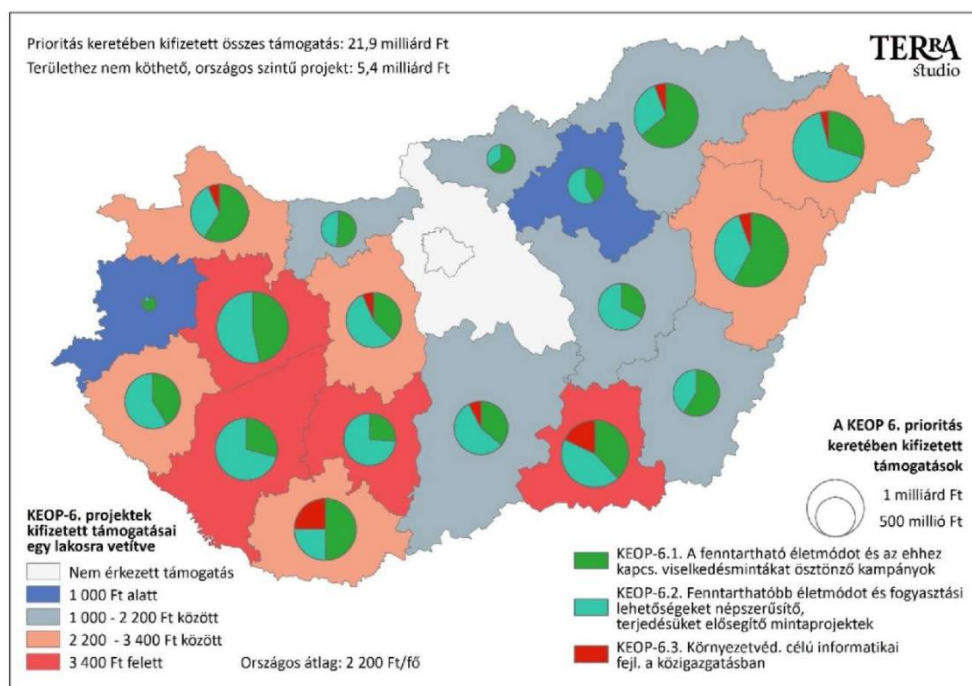 Prioritás keretében kifizetett összes támogatás: 21,9 milliárd Ft
Területhez nem köthető, országos szintű projekt: 5,4 milliárd Ft
TERRA
studio
KEOP-6. projektek
kifizetett támogatásai
egy lakosra vetítve
Nem érkezett támogatás
1 000 Ft alatt
1 000 - 2 200 Ft között
2 200 - 3 400 Ft között
3 400 Ft felett
Országos átlag: 2 200 Ft/fő
A KEOP 6. prioritás
keretében kifizetett
támogatások
1 milliárd Ft
500 millió Ft
KEOP-6.1. A fenntartható életmódot és az ehhez
kapcs. viselkedésmintákat ösztönző kampányok
KEOP-6.2. Fenntarthatóbb életmód és fogyasztási
lehetőségeket népszerűsítő,
terjedésüket elősegítő mintaprojektek
KEOP-6.3. Környezetvéd. célú informatikai
fejl. a közigazgatásban